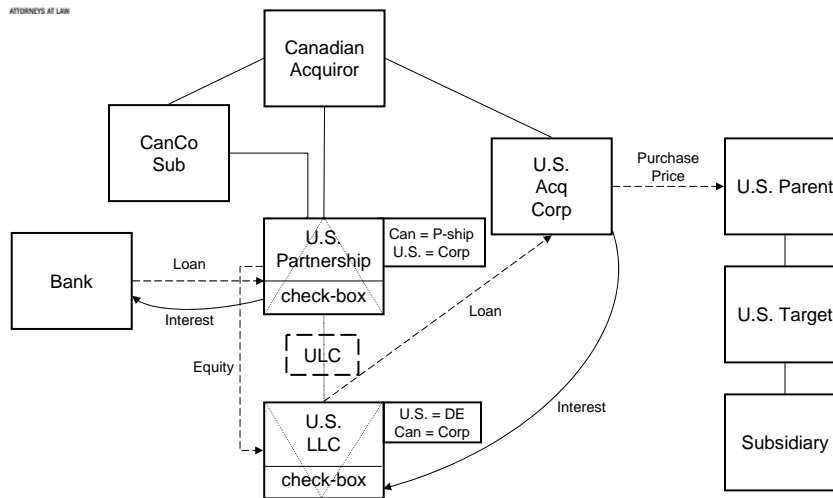 ATTORNEYS AT LAW
Canadian
Acquiror
CanCo
Sub
U.S.
Acq
Corp
Purchase
Price
U.S. Parent
U.S.
Partnership
check-box
Can = P-ship
U.S. = Corp
Bank
Loan
Interest
Equity
ULC
Loan
U.S. Target
Interest
U.S.
LLC
check-box
U.S. = DE
Can = Corp
Subsidiary